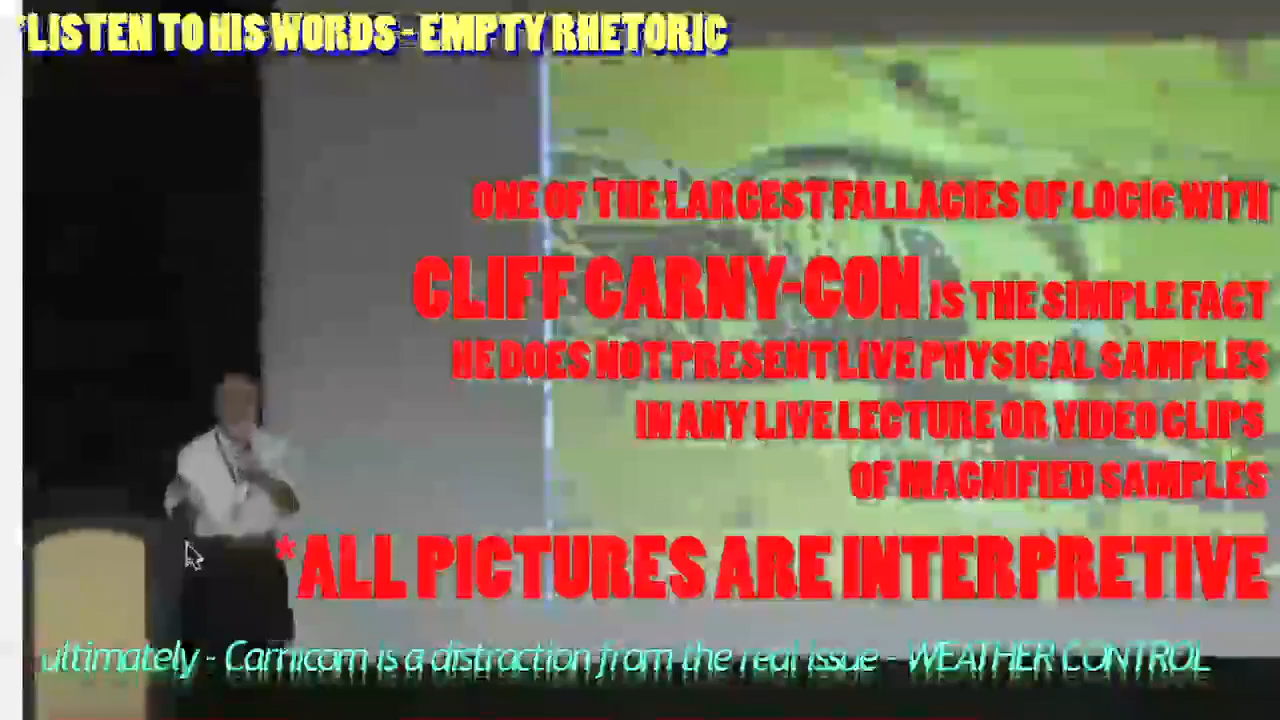 *LISTEN TO HIS WORDS - EMPTY RHETORIC
ONE OF THE LARGEST FALLACIES OF LOGIC WITH
CLIFF CARNY-CON IS THE SIMPLE FACT
HE DOES NOT PRESENT LIVE PHYSICAL SAMPLES
IN ANY LIVE LECTURE OR VIDEO CLIPS
OF MAGNIFIED SAMPLES
*ALL PICTURES ARE INTERPRETIVE
ultimately - Carnicom is a distraction from the real issue - WEATHER CONTROL